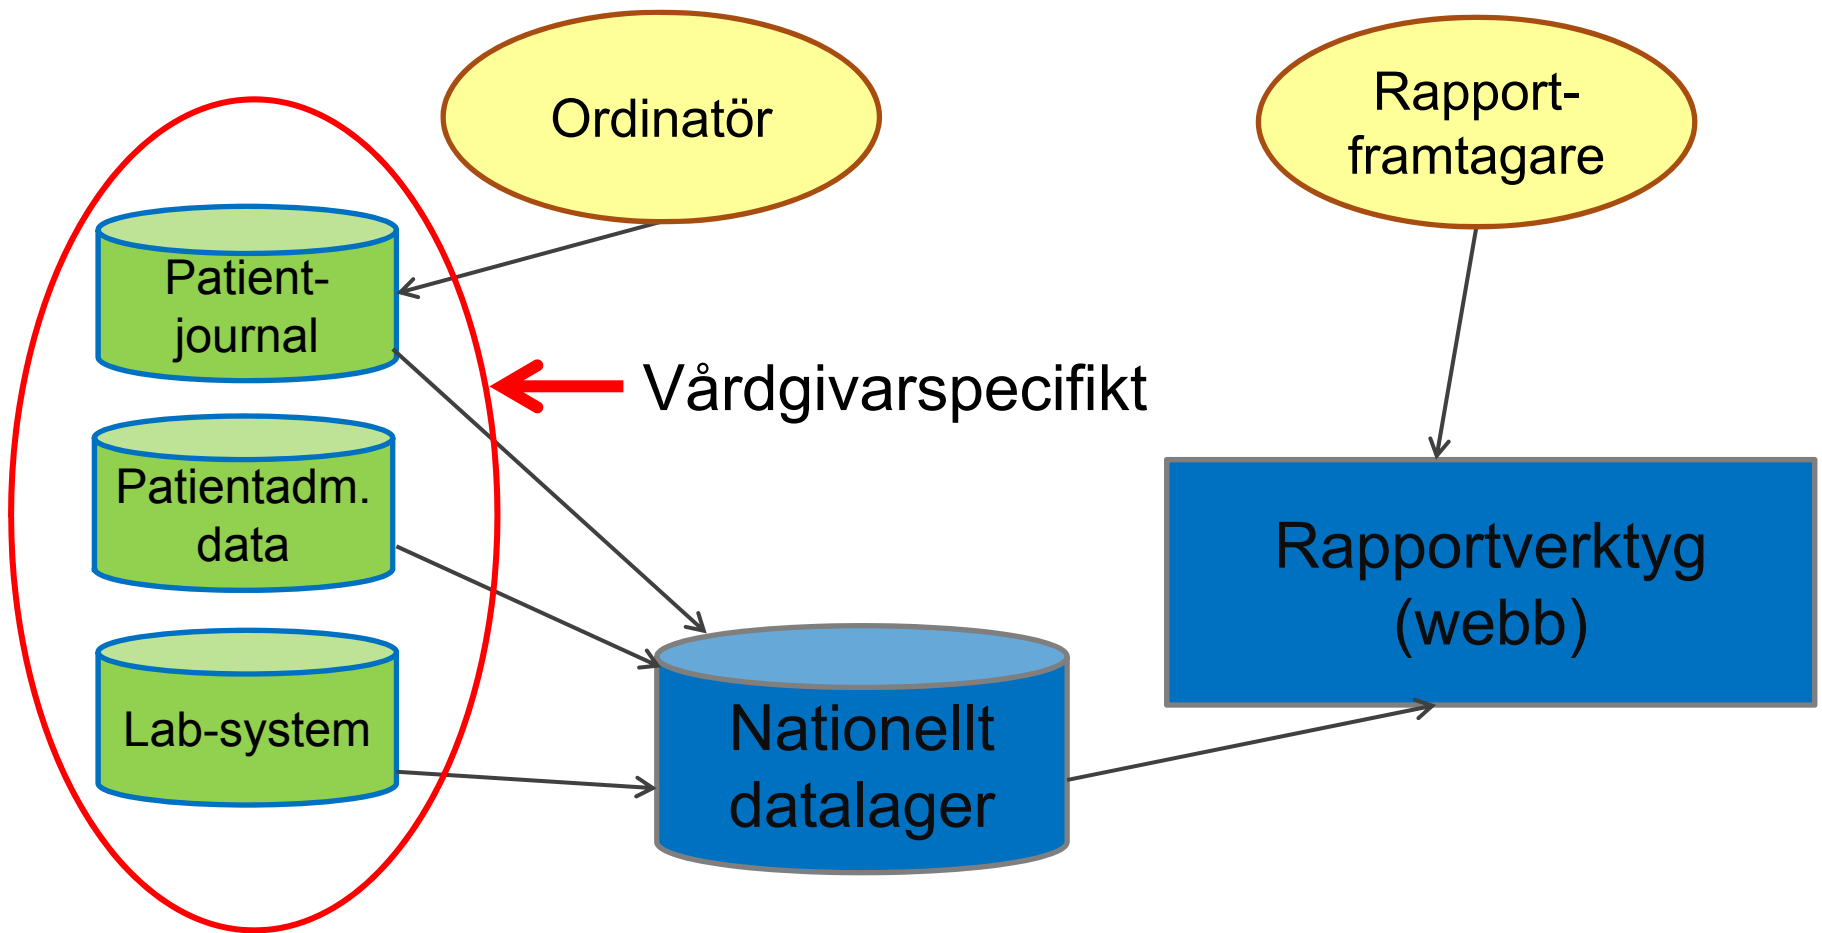 Ordinatör
Rapport-
framtagare
Patient-
journal
Vårdgivarspecifikt
Patientadm.
data
Rapportverktyg
(webb)
Lab-system
Nationellt
datalager